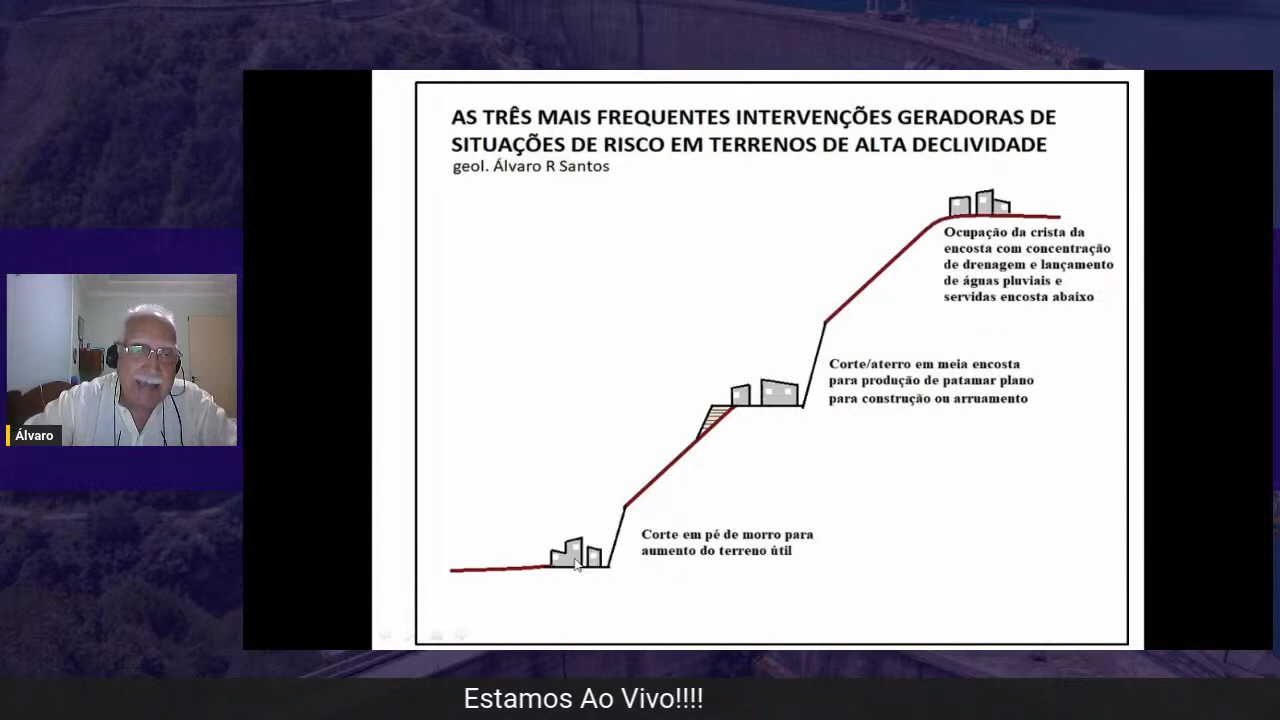 AS TRÊS MAIS FREQUENTES INTERVENÇÕES GERADORAS DE
SITUAÇÕES DE RISCO EM TERRENOS DE ALTA DECLIVIDADE
geol. Álvaro R Santos
Ocupação da crista da
encosta com concentração
de drenagem e lançamento
de águas pluviais e
servidas encosta abaixo
Corte/aterro em meia encosta
para produção de patamar plano
para construção ou arruamento
Corte em pé de morro para
aumento do terreno útil
Álvaro
Estamos Ao Vivo!!!!